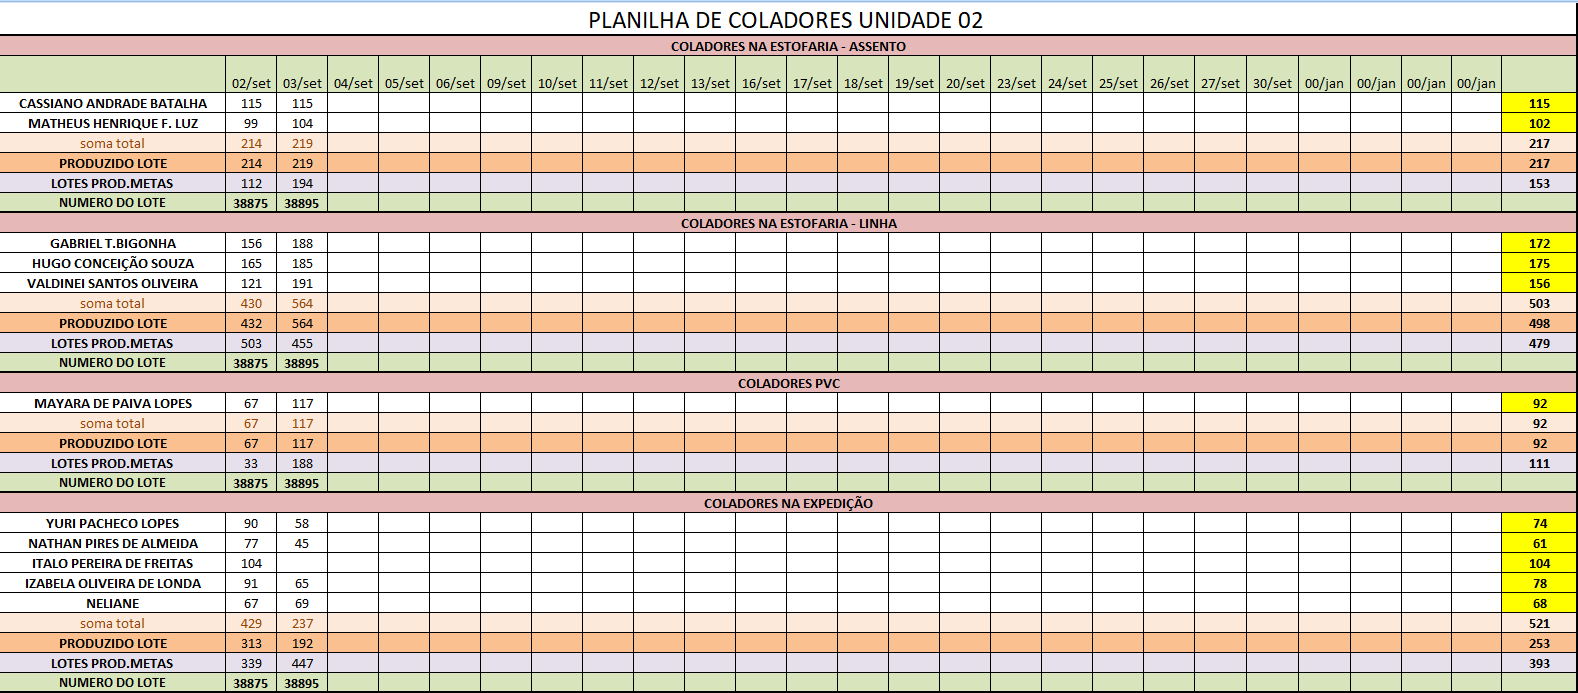 PLANILHA DE COLADORES UNIDADE 02
COLADORES NA ESTOFARIA - ASSENTO
02/set 03/set 04/set 05/set 06/set 09/set 10/set 11/set 12/set 13/set 16/set 17/set 18/set 19/set 20/set 23/set 24/set 25/set 26/set 27/set 30/set 00/jan 00/jan 00/jan 00/jan
CASSIANO ANDRADE BATALHA 115 115 115
MATHEUS HENRIQUE F. LUZ 99 104 102
soma total 214 219 217
PRODUZIDO LOTE 214 219 217
LOTES PROD.METAS 112 194 153
NUMERO DO LOTE 38875 38895
COLADORES NA ESTOFARIA - LINHA
GABRIEL T.BIGONHA 156 188 172
HUGO CONCEIÇÃO SOUZA 165 185 175
VALDINEI SANTOS OLIVEIRA 121 191 156
soma total 430 564 503
PRODUZIDO LOTE 432 564 498
LOTES PROD.METAS 503 455 479
NUMERO DO LOTE 38875 38895
COLADORES PVC
MAYARA DE PAIVA LOPES 67 117 92
soma total 67 117 92
PRODUZIDO LOTE 67 117 92
LOTES PROD.METAS 33 188 111
NUMERO DO LOTE 38875 38895
COLADORES NA EXPEDIÇÃO
YURI PACHECO LOPES 90 58 74
NATHAN PIRES DE ALMEIDA 77 45 61
ITALO PEREIRA DE FREITAS 104 104
IZABELA OLIVEIRA DE LONDA 91 65 78
NELIANE 67 69 68
soma total 429 237 521
PRODUZIDO LOTE 313 192 253
LOTES PROD.METAS 339 447 393
NUMERO DO LOTE 38875 38895